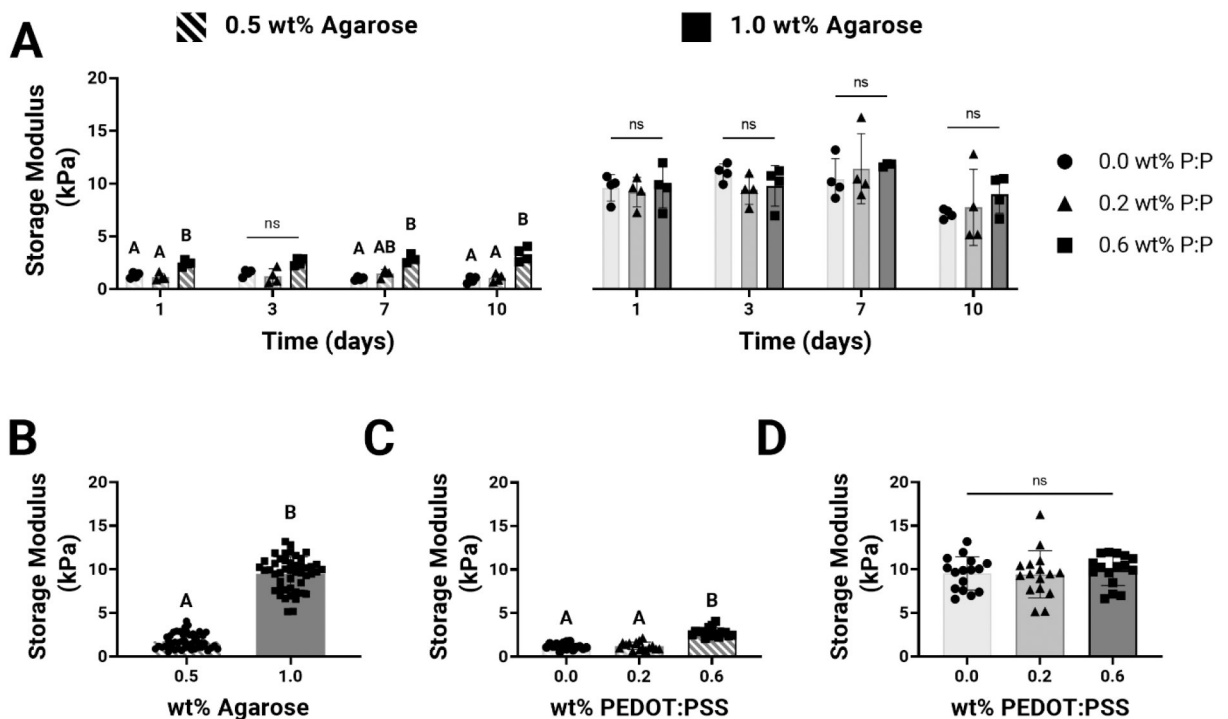 A
0.5 wt% Agarose
1.0 wt% Agarose
Storage Modulus
(kPa)
20
15
10
5
0
A A B
ns
A AB B
A A B
1 3 7 10
Time (days)
ns
ns
ns
ns
1 3 7 10
Time (days)
0.0 wt% P:P
0.2 wt% P:P
0.6 wt% P:P
B
Storage Modulus
(kPa)
20
15
10
5
0
A
B
0.5 1.0
wt% Agarose
C
Storage Modulus
(kPa)
20
15
10
5
0
A A B
0.0 0.2 0.6
wt% PEDOT:PSS
D
Storage Modulus
(kPa)
20
15
10
5
0
ns
0.0 0.2 0.6
wt% PEDOT:PSS